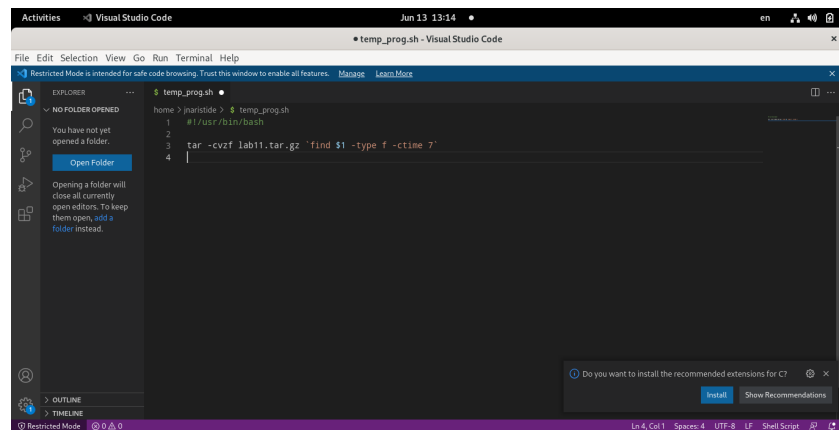 Activities
Visual Studio Code
Jun 13 13:14
en
temp_prog.sh - Visual Studio Code
File Edit Selection View Go Run Terminal Help
Restricted Mode is intended for safe code browsing. Trust this window to enable all features. Manage Learn More
EXPLORER
$ temp_prog.sh
NO FOLDER OPENED
home > jnaristide > $ temp_prog.sh
1 #!/usr/bin/bash
2
3 tar -cvzf lab11.tar.gz `find $1 -type f -ctime 7`
4
You have not yet
opened a folder.
Open Folder
Opening a folder will
close all currently
open editors. To keep
them open, add a
folder instead.
Do you want to install the recommended extensions for C?
Install
Show Recommendations
OUTLINE
TIMELINE
Restricted Mode 0 0
Ln 4, Col 1 Spaces: 4 UTF-8 LF Shell Script